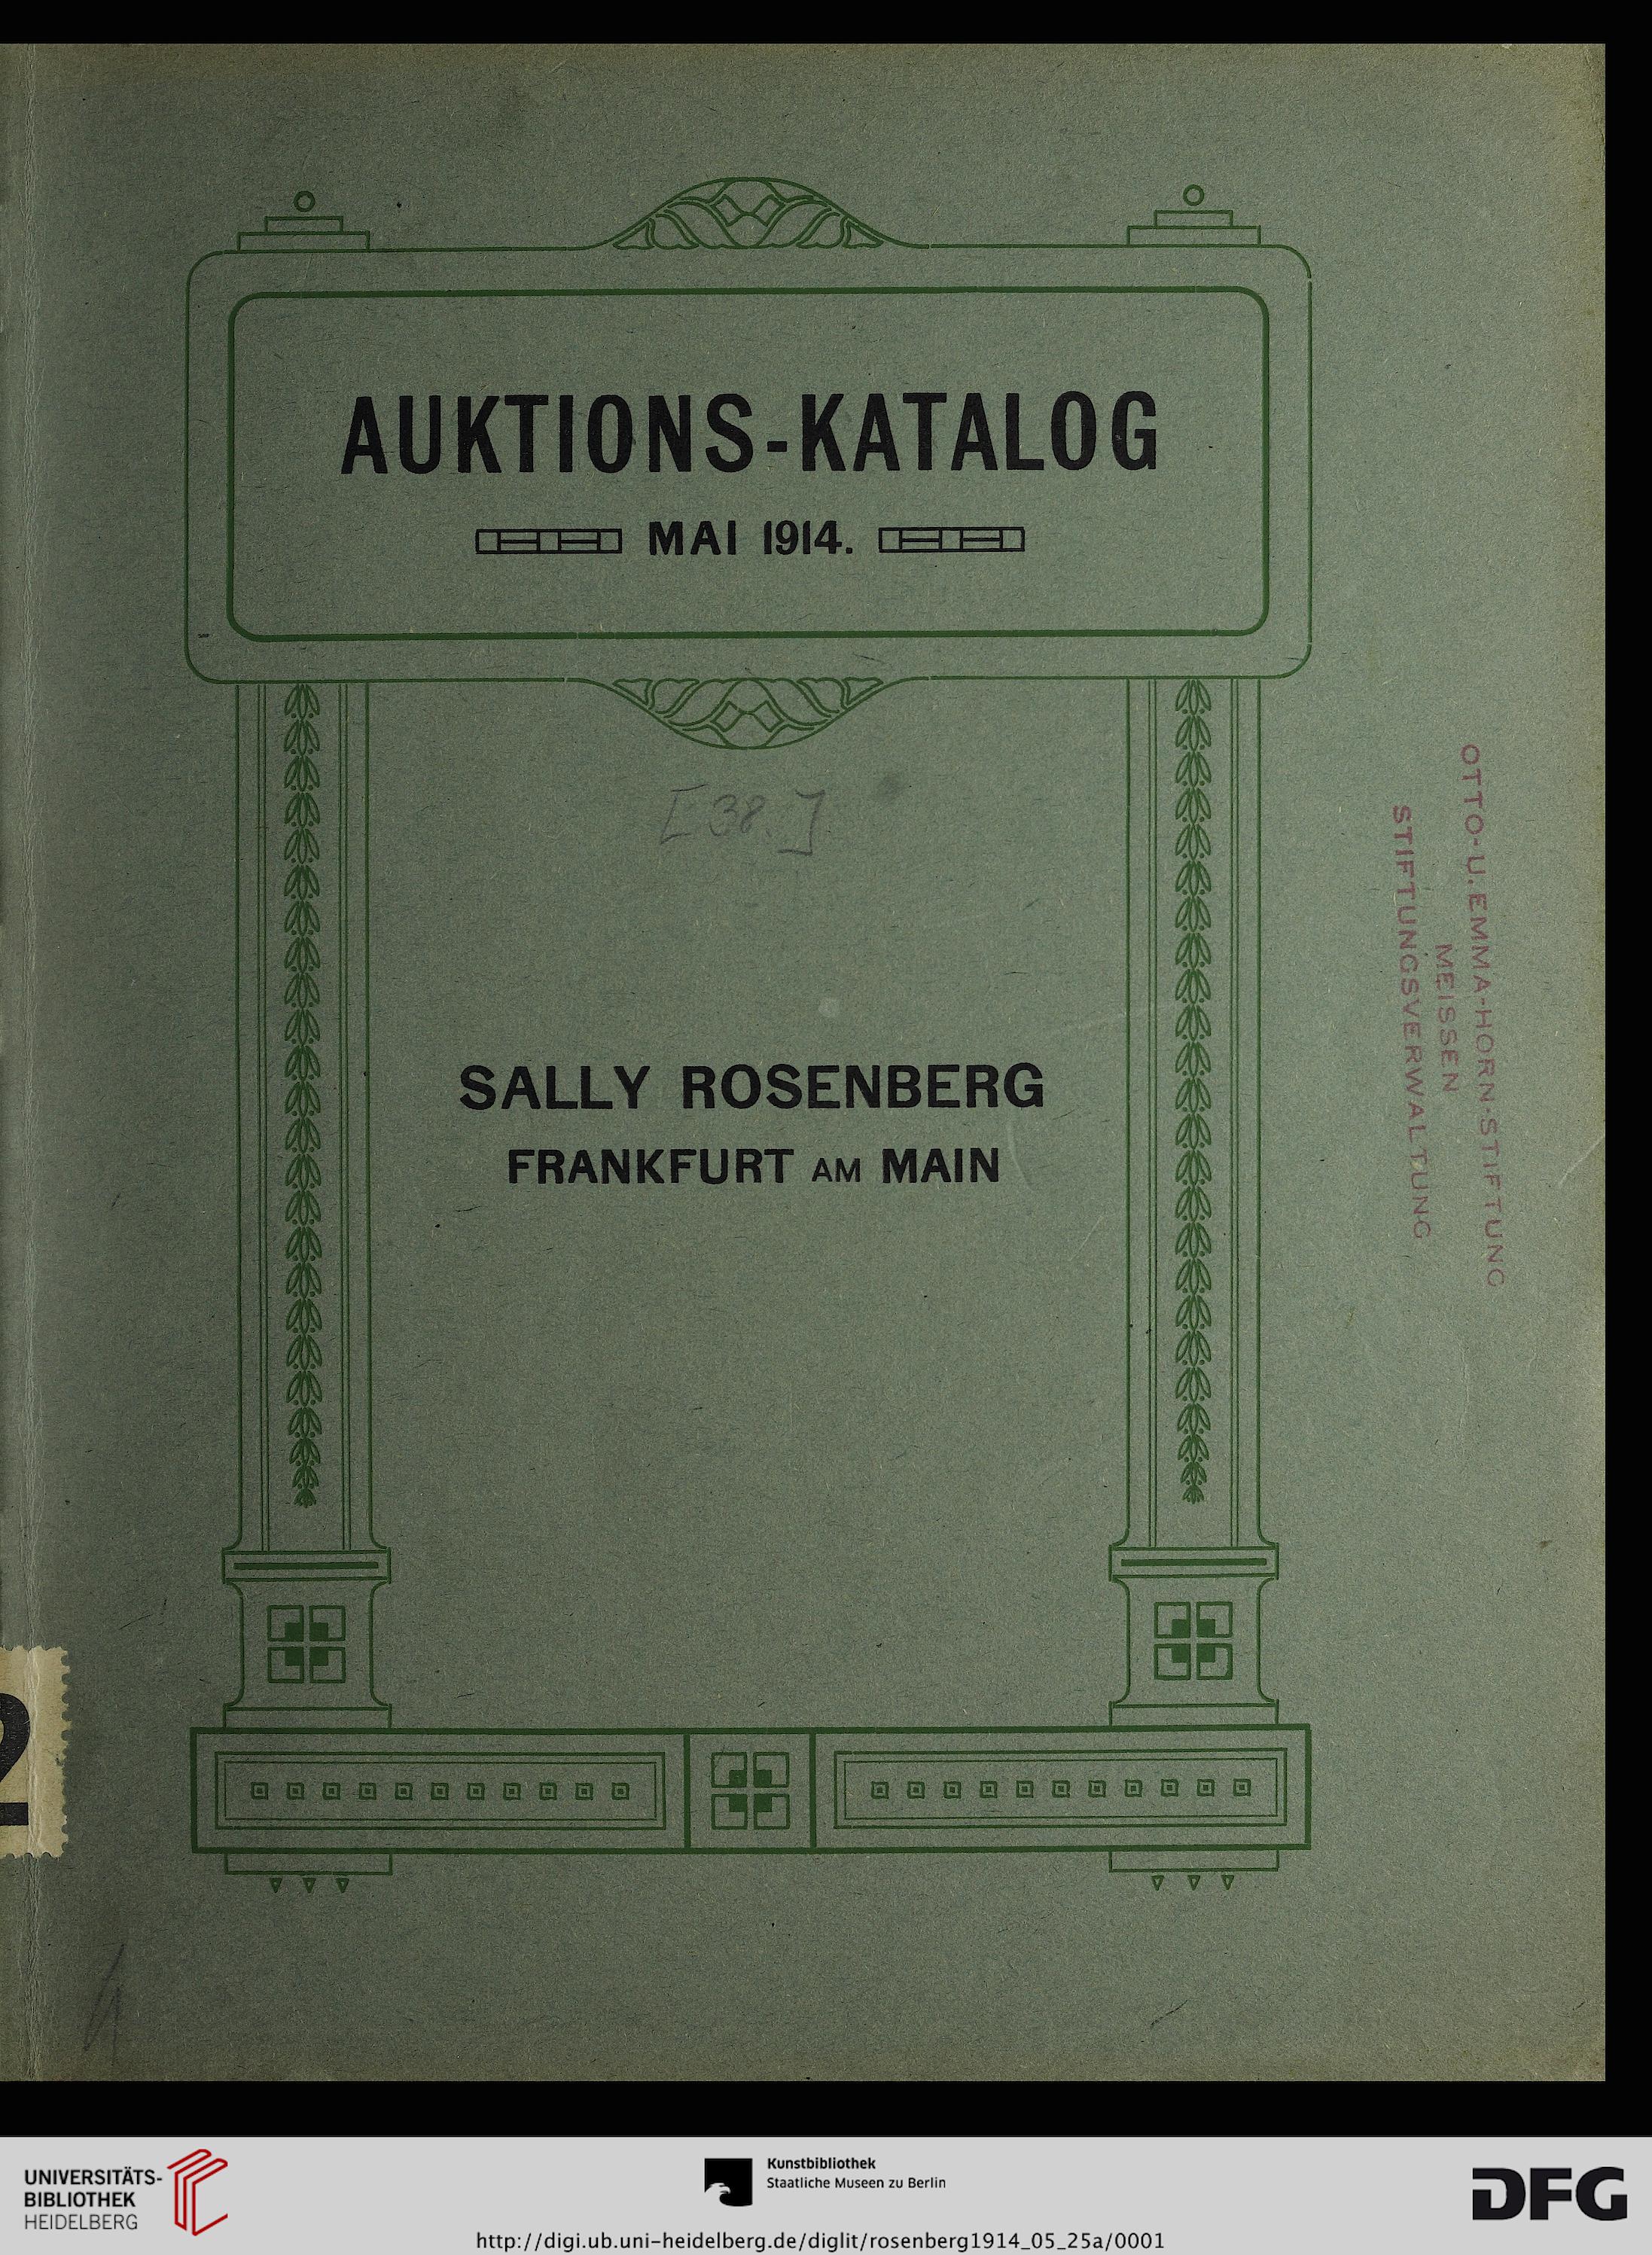 AUKTIONS-KATALOG
MAI 1914.
[38.]
SALLY ROSENBERG
FRANKFURT AM MAIN
OTTO-U.EMMA-HORN-STIFTUNG
MEISSEN
STIFTUNGSVERWALTUNG
2
UNIVERSITÄTS-
BIBLIOTHEK
HEIDELBERG
Kunstbibliothek
Staatliche Museen zu Berlin
http://digi.ub.uni-heidelberg.de/diglit/rosenberg1914_05_25a/0001
DFG